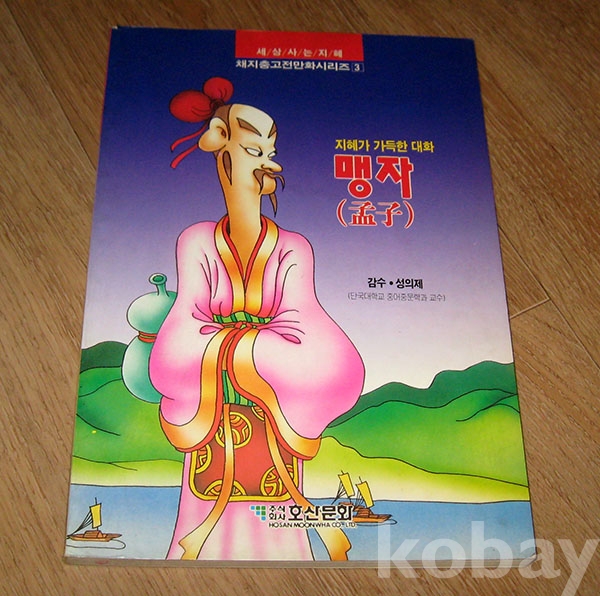 세/상/사/는/지/혜
채지충고전만화시리즈 3
지혜가 가득한 대화
맹자
(孟子)
감수 • 성의제
(단국대학교 중어중문학과 교수)
주식회사 호산문화
HOSAN MOONWHA CO., LTD.
kobay